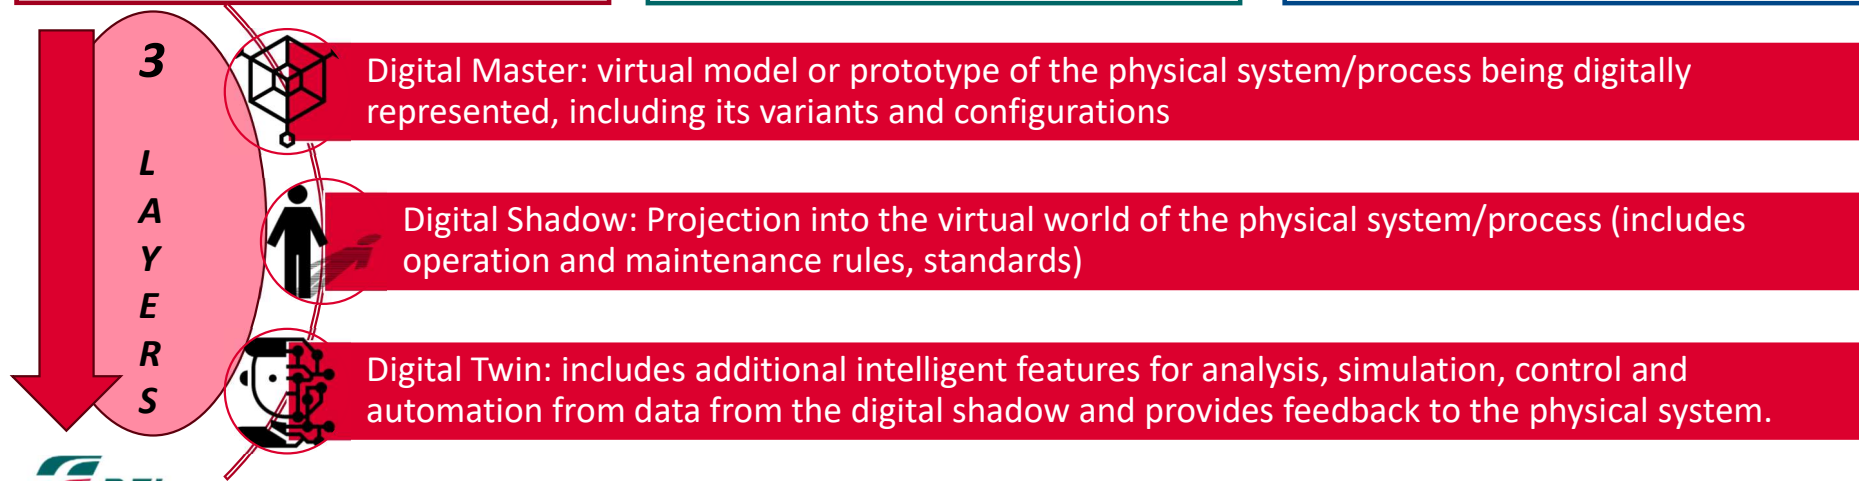 3
LAYERS
Digital Master: virtual model or prototype of the physical system/process being digitally
represented, including its variants and configurations
Digital Shadow: Projection into the virtual world of the physical system/process (includes
operation and maintenance rules, standards)
Digital Twin: includes additional intelligent features for analysis, simulation, control and
automation from data from the digital shadow and provides feedback to the physical system.